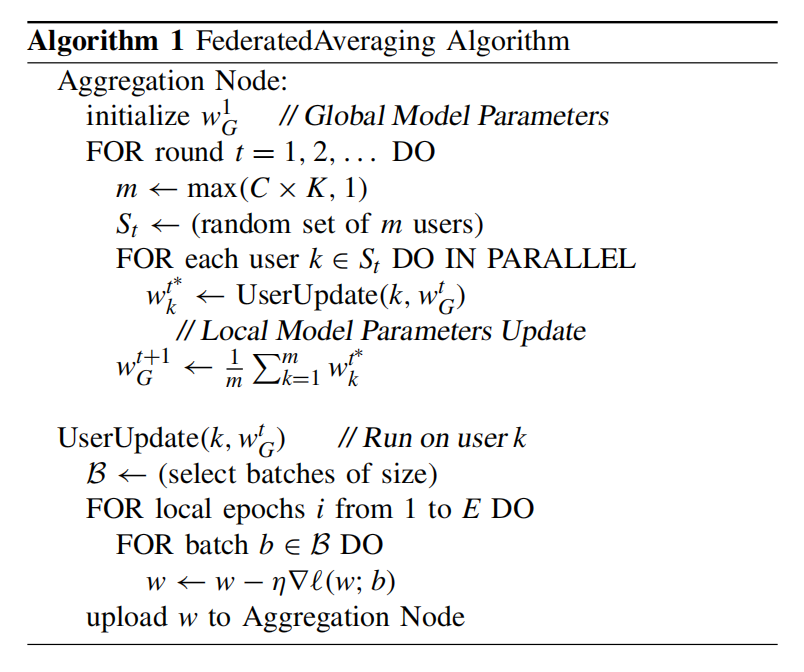 Algorithm 1 FederatedAveraging Algorithm
Aggregation Node:
initialize $w_G^1$ // Global Model Parameters
FOR round $t = 1, 2, \ldots$ DO
$m \leftarrow \max(C \times K, 1)$
$S_t \leftarrow$ (random set of $m$ users)
FOR each user $k \in S_t$ DO IN PARALLEL
$w_k^{t^*} \leftarrow$ UserUpdate($k, w_G^t$)
// Local Model Parameters Update
$w_G^{t+1} \leftarrow \frac{1}{m} \sum_{k=1}^{m} w_k^{t^*}$
UserUpdate($k, w_G^t$) // Run on user k
$\mathcal{B} \leftarrow$ (select batches of size)
FOR local epochs $i$ from 1 to $E$ DO
FOR batch $b \in \mathcal{B}$ DO
$w \leftarrow w - \eta \nabla \ell(w; b)$
upload $w$ to Aggregation Node